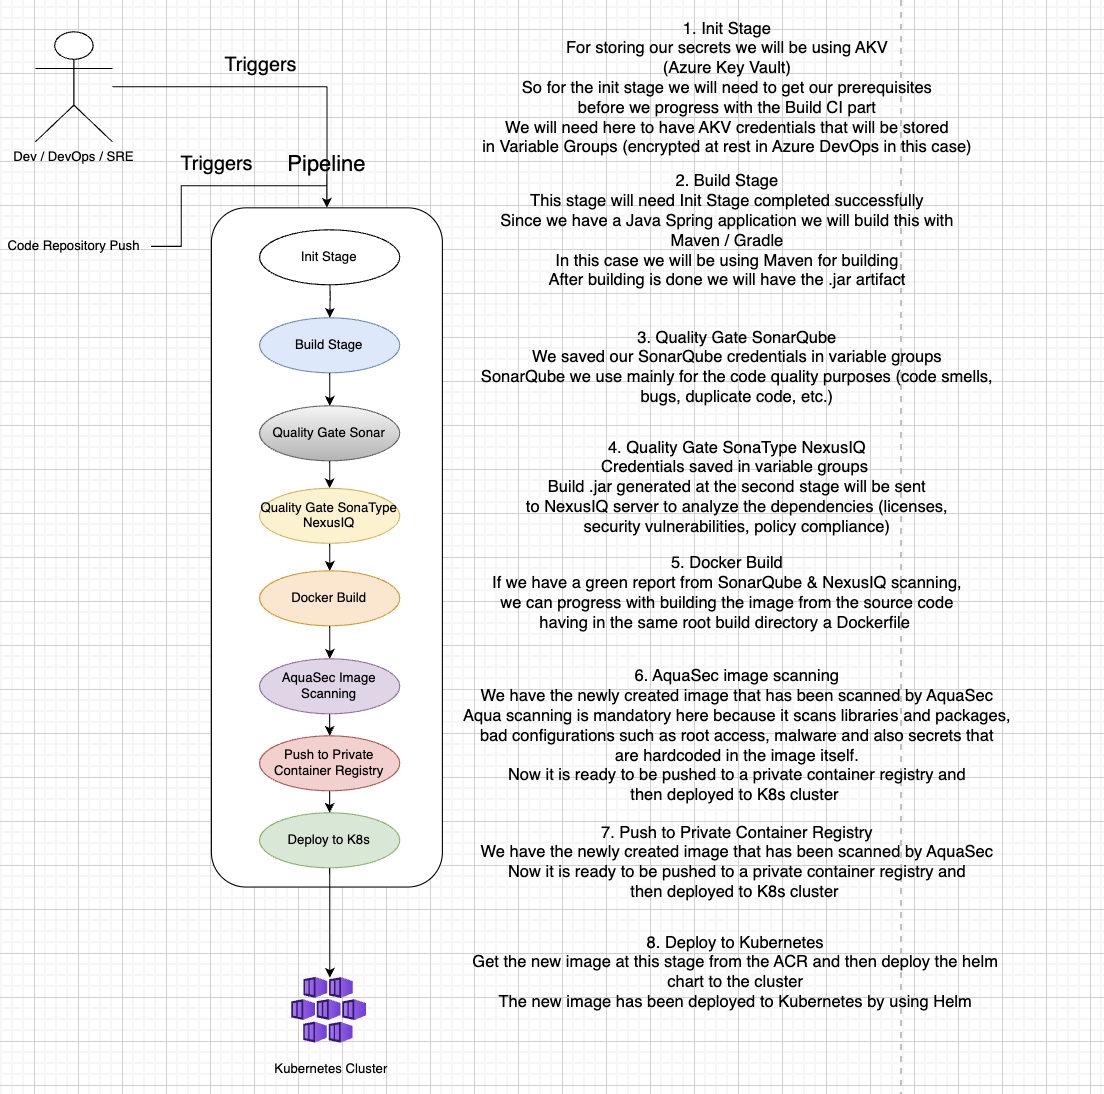 Triggers
Dev / DevOps / SRE
Triggers
Pipeline
Code Repository Push
Init Stage
Build Stage
Quality Gate Sonar
Quality Gate SonaType
NexusIQ
Docker Build
AquaSec Image
Scanning
Push to Private
Container Registry
Deploy to K8s
Kubernetes Cluster
1. Init Stage
For storing our secrets we will be using AKV
(Azure Key Vault)
So for the init stage we will need to get our prerequisites
before we progress with the Build CI part
We will need here to have AKV credentials that will be stored
in Variable Groups (encrypted at rest in Azure DevOps in this case)
2. Build Stage
This stage will need Init Stage completed successfully
Since we have a Java Spring application we will build this with
Maven / Gradle
In this case we will be using Maven for building
After building is done we will have the .jar artifact
3. Quality Gate SonarQube
We saved our SonarQube credentials in variable groups
SonarQube we use mainly for the code quality purposes (code smells,
bugs, duplicate code, etc.)
4. Quality Gate SonaType NexusIQ
Credentials saved in variable groups
Build .jar generated at the second stage will be sent
to NexusIQ server to analyze the dependencies (licenses,
security vulnerabilities, policy compliance)
5. Docker Build
If we have a green report from SonarQube & NexusIQ scanning,
we can progress with building the image from the source code
having in the same root build directory a Dockerfile
6. AquaSec image scanning
We have the newly created image that has been scanned by AquaSec
Aqua scanning is mandatory here because it scans libraries and packages,
bad configurations such as root access, malware and also secrets that
are hardcoded in the image itself.
Now it is ready to be pushed to a private container registry and
then deployed to K8s cluster
7. Push to Private Container Registry
We have the newly created image that has been scanned by AquaSec
Now it is ready to be pushed to a private container registry and
then deployed to K8s cluster
8. Deploy to Kubernetes
Get the new image at this stage from the ACR and then deploy the helm
chart to the cluster
The new image has been deployed to Kubernetes by using Helm